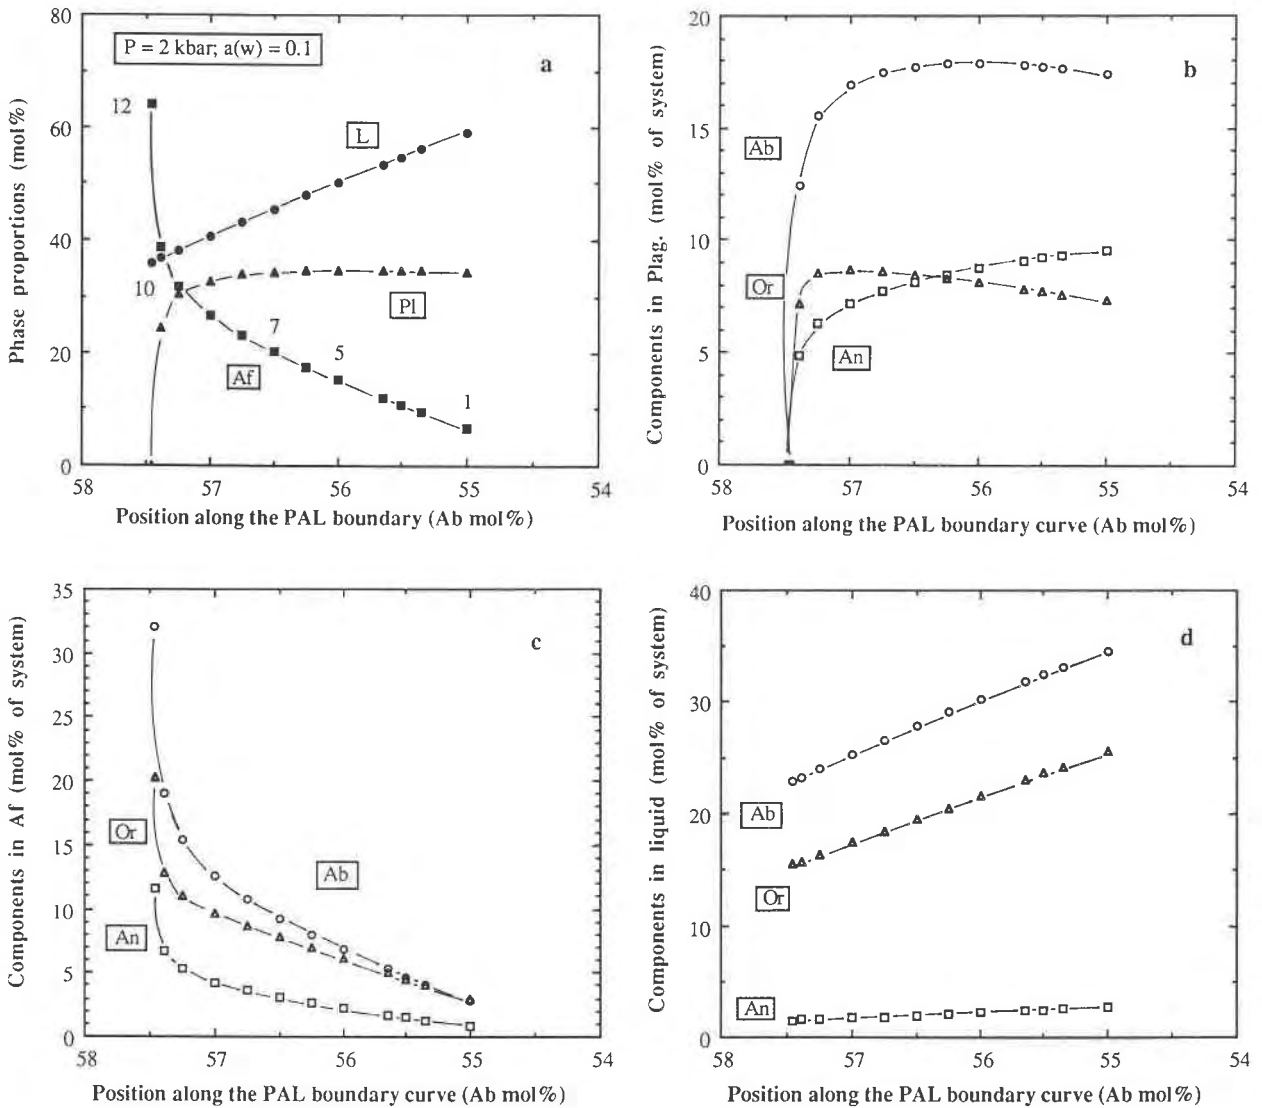 80
60
40
20
0
Phase proportions (mol%)
P = 2 kbar; a(w) = 0.1
a
12
10
7
5
1
L
Pl
Af
58 57 56 55 54
Position along the PAL boundary (Ab mol%)
20
15
10
5
0
Components in Plag. (mol% of system)
b
Ab
Or
An
58 57 56 55 54
Position along the PAL boundary curve (Ab mol%)
35
30
25
20
15
10
5
0
Components in Af (mol% of system)
c
Or
Ab
An
58 57 56 55 54
Position along the PAL boundary curve (Ab mol%)
40
30
20
10
0
Components in liquid (mol% of system)
d
Ab
Or
An
58 57 56 55 54
Position along the PAL boundary curve (Ab mol%)